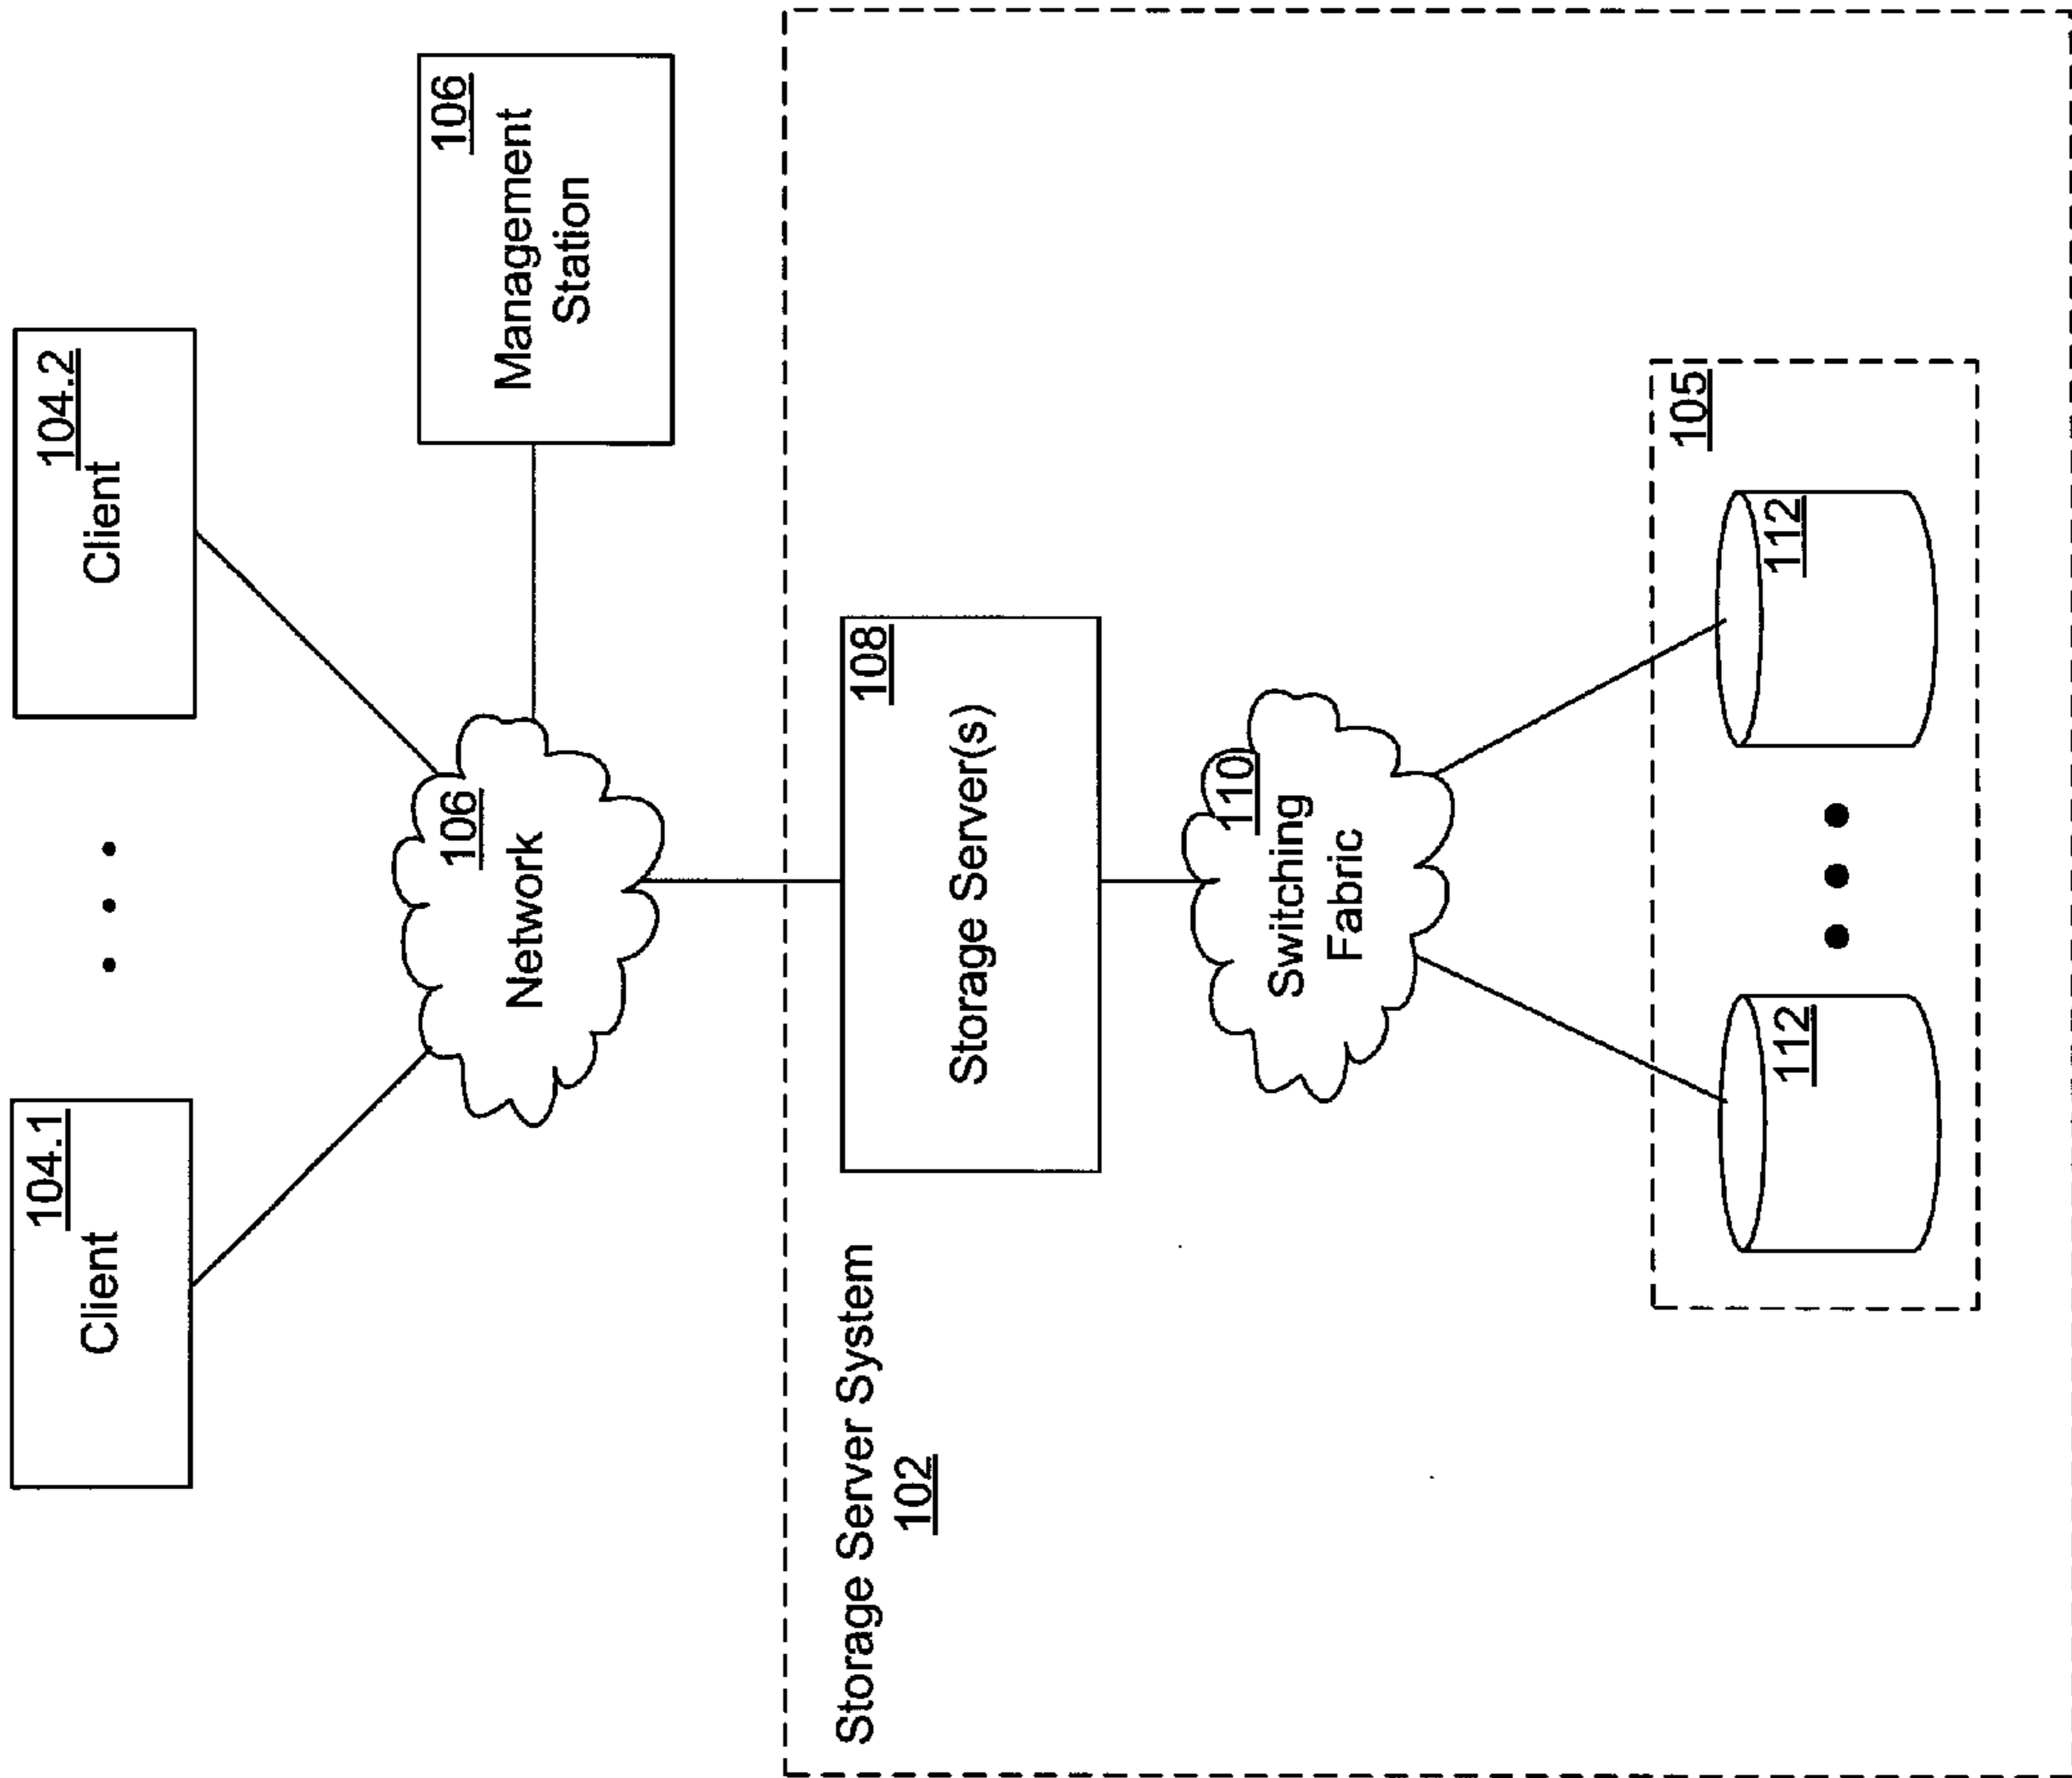 104.1
Client
104.2
Client
106
Network
106
Management
Station
Storage Server System
102
108
Storage Server(s)
110
Switching
Fabric
105
112
112